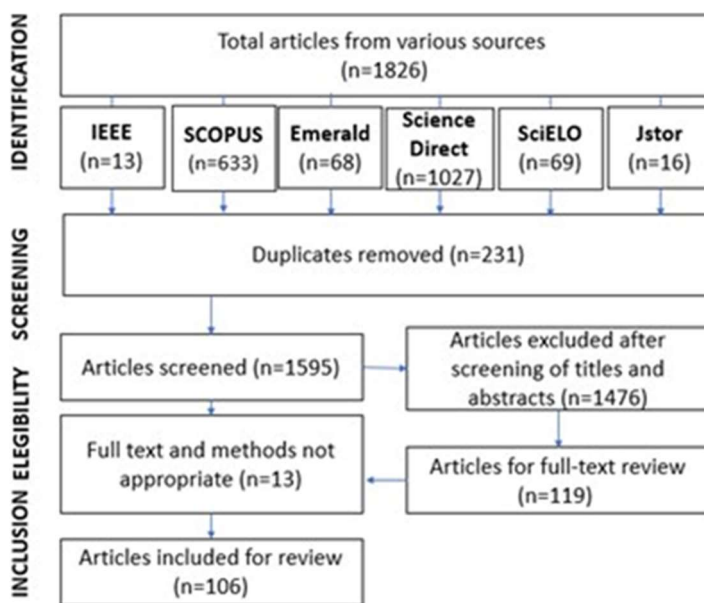 IDENTIFICATION
Total articles from various sources
(n=1826)
IEEE
(n=13)
SCOPUS
(n=633)
Emerald
(n=68)
Science
Direct
(n=1027)
SciELO
(n=69)
Jstor
(n=16)
SCREENING
Duplicates removed (n=231)
Articles screened (n=1595)
Articles excluded after
screening of titles and
abstracts (n=1476)
INCLUSION ELEGIBILITY
Full text and methods not
appropriate (n=13)
Articles for full-text review
(n=119)
Articles included for review
(n=106)